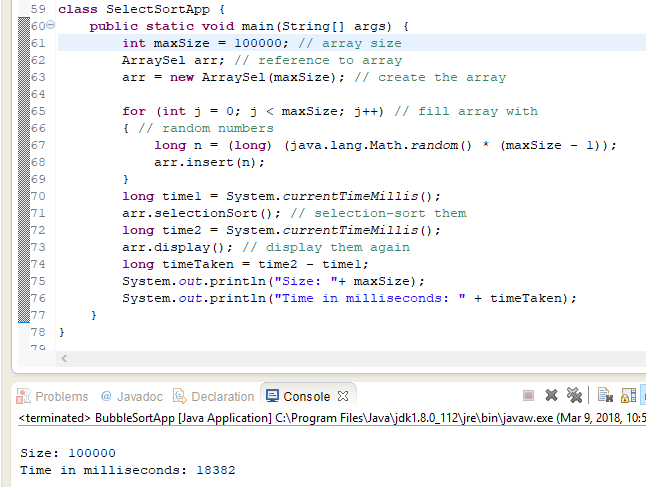 59 class SelectSortApp {
60 public static void main(String[] args) {
61 int maxSize = 100000; // array size
62 ArraySel arr; // reference to array
63 arr = new ArraySel(maxSize); // create the array
64
65 for (int j = 0; j < maxSize; j++) // fill array with
66 { // random numbers
67 long n = (long) (java.lang.Math.random() * (maxSize - 1));
68 arr.insert(n);
69 }
70 long time1 = System.currentTimeMillis();
71 arr.selectionSort(); // selection-sort them
72 long time2 = System.currentTimeMillis();
73 arr.display(); // display them again
74 long timeTaken = time2 - time1;
75 System.out.println("Size: "+ maxSize);
76 System.out.println("Time in milliseconds: " + timeTaken);
77 }
78 }
79
Problems @ Javadoc Declaration Console
<terminated> BubbleSortApp [Java Application] C:\Program Files\Java\jdk1.8.0_112\jre\bin\javaw.exe (Mar 9, 2018, 10:5
Size: 100000
Time in milliseconds: 18382